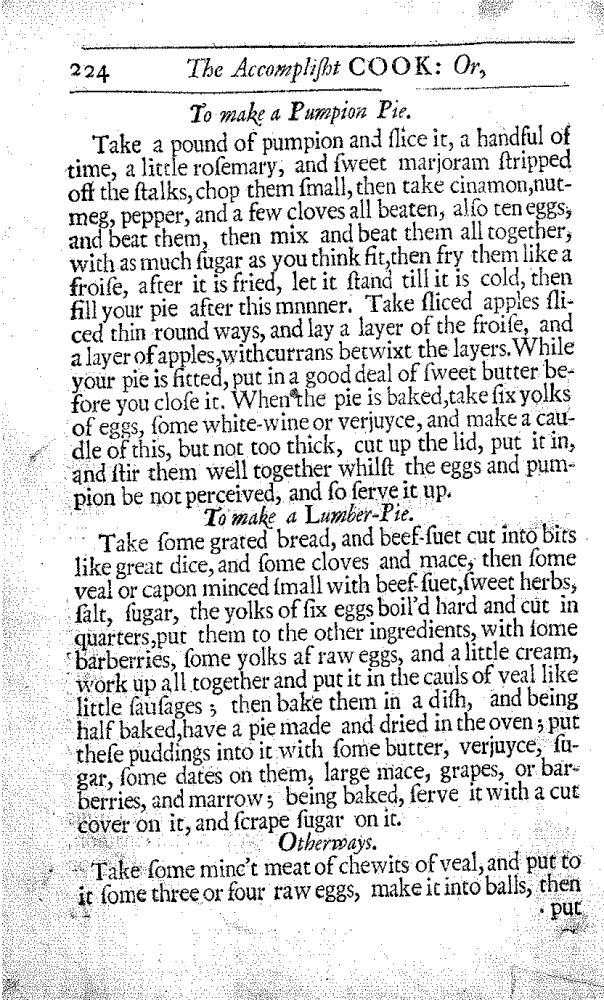 224 The Accompliſht COOK: Or,
To make a Pumpion Pie.
Take a pound of pumpion and ſlice it, a handful of
time, a little roſemary, and ſweet marjoram ſtripped
off the ſtalks, chop them ſmall, then take cinamon,nut-
meg, pepper, and a few cloves all beaten, alſo ten eggs,
and beat them, then mix and beat them all together,
with as much ſugar as you think fit,then fry them like a
froiſe, after it is fried, let it ſtand till it is cold, then
fill your pie after this mnnner. Take ſliced apples ſli-
ced thin round ways, and lay a layer of the froiſe, and
a layer of apples,with currans betwixt the layers. While
your pie is fitted, put in a good deal of ſweet butter be-
fore you cloſe it. When the pie is baked,take ſix yolks
of eggs, ſome white-wine or verjuyce, and make a cau-
dle of this, but not too thick, cut up the lid, put it in,
and ſtir them well together whilſt the eggs and pum-
pion be not perceived, and ſo ſerve it up.
To make a Lumber-Pie.
Take ſome grated bread, and beef-ſuet cut into bits
like great dice, and ſome cloves and mace, then ſome
veal or capon minced ſmall with beef ſuet,ſweet herbs,
ſalt, ſugar, the yolks of ſix eggs boil'd hard and cut in
quarters,put them to the other ingredients, with ſome
barberries, ſome yolks af raw eggs, and a little cream,
work up all together and put it in the cauls of veal like
little ſauſages ; then bake them in a diſh, and being
half baked,have a pie made and dried in the oven ; put
theſe puddings into it with ſome butter, verjuyce, ſu-
gar, ſome dates on them, large mace, grapes, or bar-
berries, and marrow ; being baked, ſerve it with a cut
cover on it, and ſcrape ſugar on it.
Otherways.
Take ſome minc't meat of chewits of veal, and put to
it ſome three or four raw eggs, make it into balls, then
put